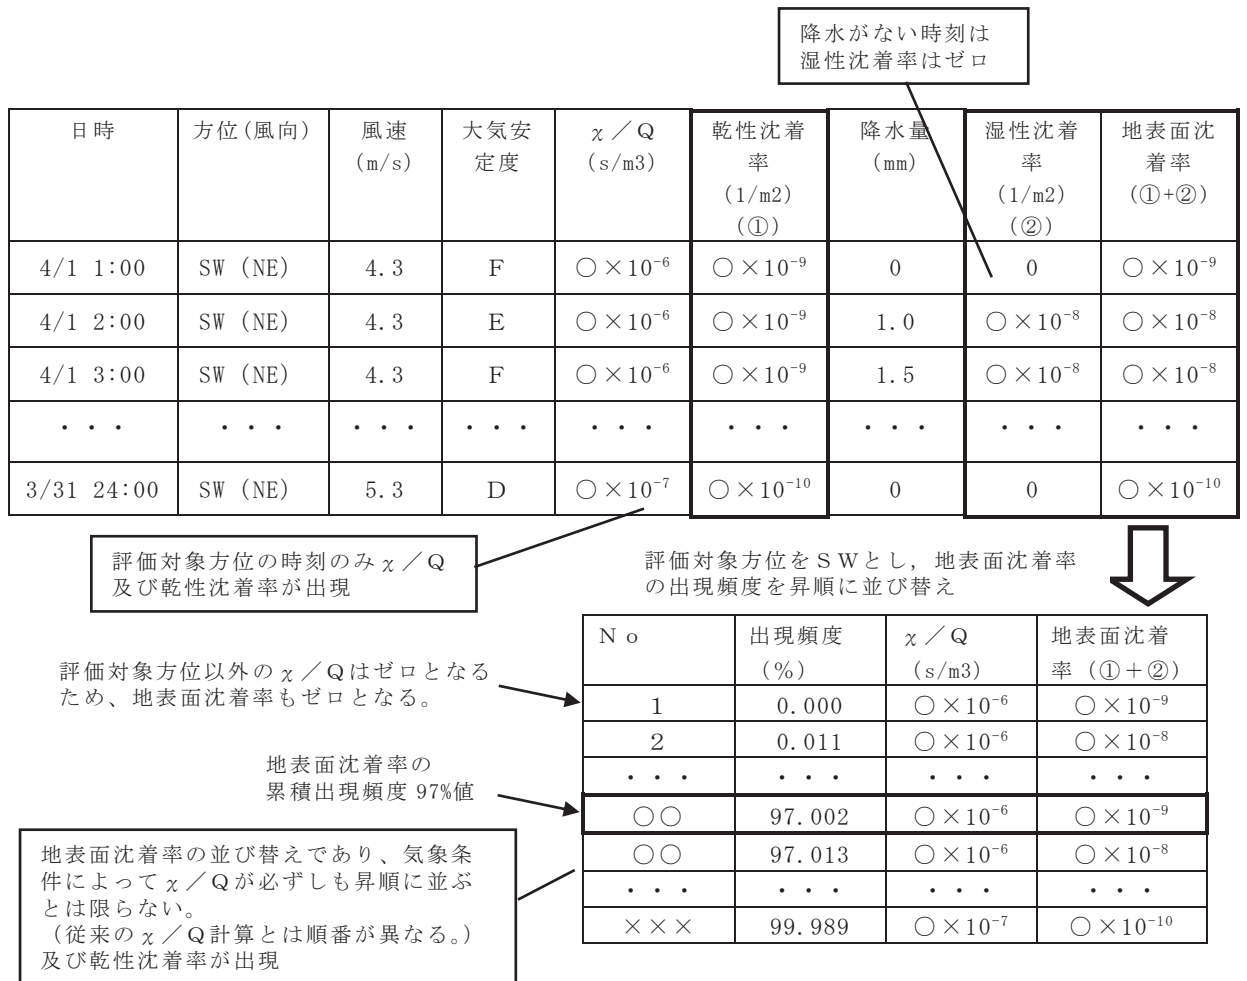 降水がない時刻は
湿性沈着率はゼロ
日時 方位(風向) 風速 大気安 χ／Q 乾性沈着 降水量 湿性沈着 地表面沈
(m/s) 定度 (s/m3) 率 (mm) 率 着率
(1/m2) (1/m2) (①+②)
(①) (②)
4/1 1:00 SW (NE) 4.3 F ○×10⁻⁶ ○×10⁻⁹ 0 0 ○×10⁻⁹
4/1 2:00 SW (NE) 4.3 E ○×10⁻⁶ ○×10⁻⁹ 1.0 ○×10⁻⁸ ○×10⁻⁸
4/1 3:00 SW (NE) 4.3 F ○×10⁻⁶ ○×10⁻⁹ 1.5 ○×10⁻⁸ ○×10⁻⁸
・・・ ・・・ ・・・ ・・・ ・・・ ・・・ ・・・ ・・・ ・・・
3/31 24:00 SW (NE) 5.3 D ○×10⁻⁷ ○×10⁻¹⁰ 0 0 ○×10⁻¹⁰
評価対象方位の時刻のみχ／Q
及び乾性沈着率が出現
評価対象方位をＳＷとし，地表面沈着率
の出現頻度を昇順に並び替え
Ｎｏ 出現頻度 χ／Q 地表面沈着
(%) (s/m3) 率（①＋②）
1 0.000 ○×10⁻⁶ ○×10⁻⁹
2 0.011 ○×10⁻⁶ ○×10⁻⁸
・・・ ・・・ ・・・ ・・・
○○ 97.002 ○×10⁻⁶ ○×10⁻⁹
○○ 97.013 ○×10⁻⁶ ○×10⁻⁸
・・・ ・・・ ・・・ ・・・
××× 99.989 ○×10⁻⁷ ○×10⁻¹⁰
評価対象方位以外のχ／Qはゼロとなる
ため、地表面沈着率もゼロとなる。
地表面沈着率の
累積出現頻度 97%値
地表面沈着率の並び替えであり、気象条
件によってχ／Qが必ずしも昇順に並ぶ
とは限らない。
（従来のχ／Q計算とは順番が異なる。）
及び乾性沈着率が出現